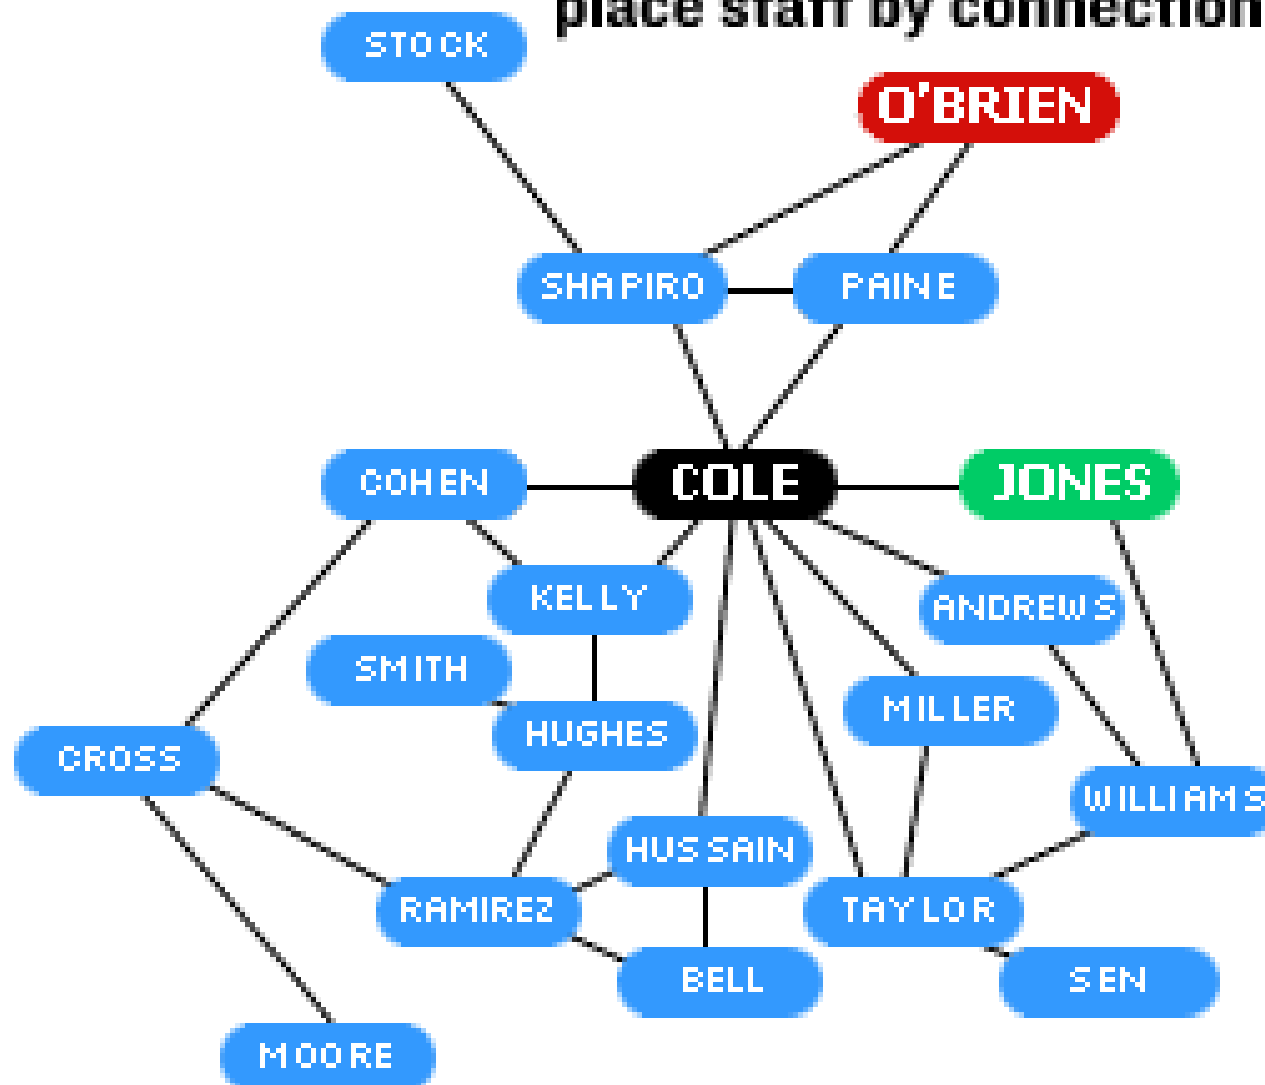 place staff by connection
STOCK
O'BRIEN
SHAPIRO
PAINE
COHEN
COLE
JONES
KELLY
ANDREWS
SMITH
MILLER
HUGHES
CROSS
WILLIAMS
HUSSAIN
RAMIREZ
TAYLOR
BELL
SEN
MOORE